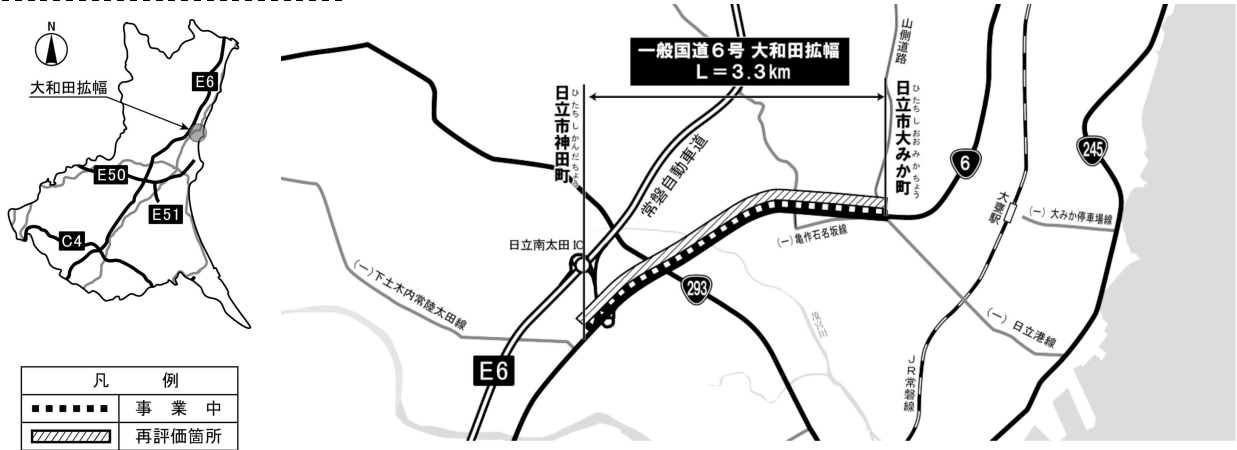 N
大和田拡幅
E6
E50
E51
C4
凡 例
事 業 中
再評価箇所
一般国道6号 大和田拡幅
L=3.3km
日立市神田町
ひたちしかんだちょう
日立市大みか町
ひたちしおおみかちょう
山側道路
常磐自動車道
日立南太田IC
(一)下土木内常陸太田線
E6
293
(一)亀作石名坂線
茂宮川
6
245
大甕駅
(一)大みか停車場線
(一)日立港線
JR常磐線